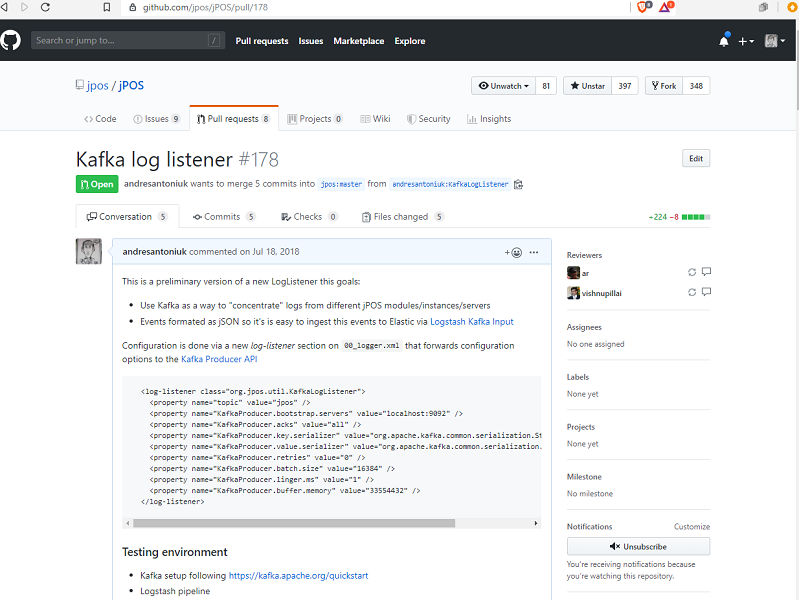 github.com/jpos/jPOS/pull/178
Search or jump to... / Pull requests Issues Marketplace Explore
jpos / jPOS Unwatch 81 Unstar 397 Fork 348
Code Issues 9 Pull requests 8 Projects 0 Wiki Security Insights
Kafka log listener #178 Edit
Open andresantoniuk wants to merge 5 commits into jpos:master from andresantoniuk:KafkaLogListener
Conversation 5 Commits 5 Checks 0 Files changed 5 +224 −8
andresantoniuk commented on Jul 18, 2018
This is a preliminary version of a new LogListener this goals:
• Use Kafka as a way to "concentrate" logs from different jPOS modules/instances/servers
• Events formated as jSON so it's is easy to ingest this events to Elastic via Logstash Kafka Input
Configuration is done via a new log-listener section on 00_logger.xml that forwards configuration
options to the Kafka Producer API
<log-listener class="org.jpos.util.KafkaLogListener">
<property name="topic" value="jpos" />
<property name="KafkaProducer.bootstrap.servers" value="localhost:9092" />
<property name="KafkaProducer.acks" value="all" />
<property name="KafkaProducer.key.serializer" value="org.apache.kafka.common.serialization.St
<property name="KafkaProducer.value.serializer" value="org.apache.kafka.common.serialization.
<property name="KafkaProducer.retries" value="0" />
<property name="KafkaProducer.batch.size" value="16384" />
<property name="KafkaProducer.linger.ms" value="1" />
<property name="KafkaProducer.buffer.memory" value="33554432" />
</log-listener>
Testing environment
• Kafka setup following https://kafka.apache.org/quickstart
• Logstash pipeline
Reviewers
ar
vishnupillai
Assignees
No one assigned
Labels
None yet
Projects
None yet
Milestone
No milestone
Notifications Customize
Unsubscribe
You're receiving notifications because
you're watching this repository.